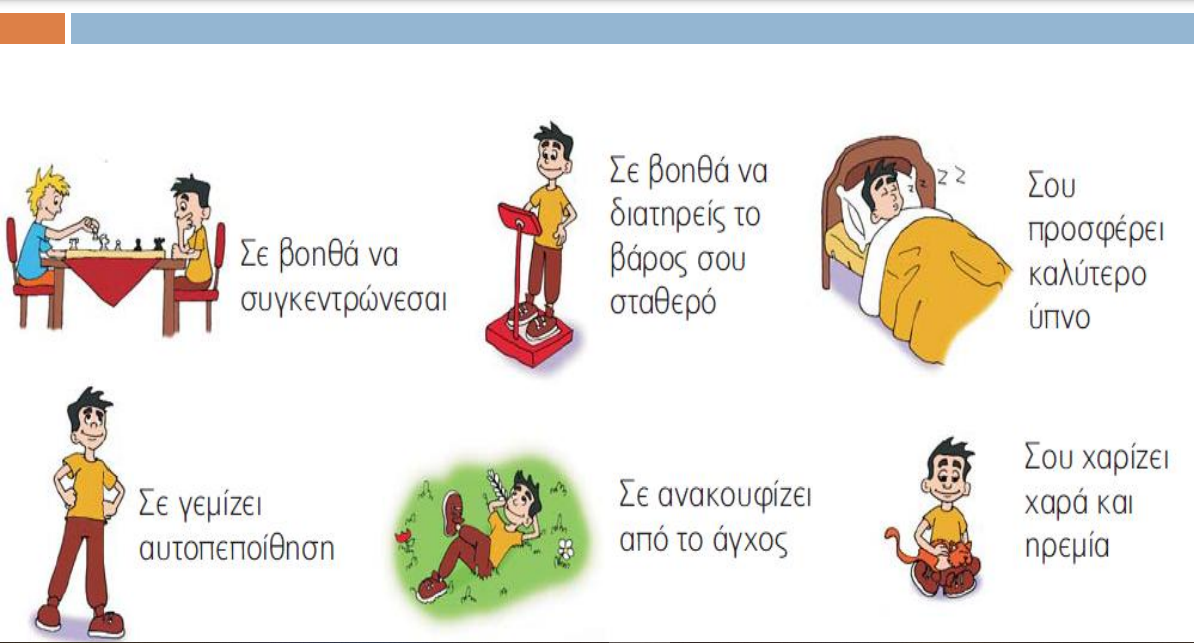 Σε βοηθά να
συγκεντρώνεσαι
Σε βοηθά να
διατηρείς το
βάρος σου
σταθερό
z z z z
Σου
προσφέρει
καλύτερο
ύπνο
Σε γεμίζει
αυτοπεποίθηση
Σε ανακουφίζει
από το άγχος
Σου χαρίζει
χαρά και
ηρεμία